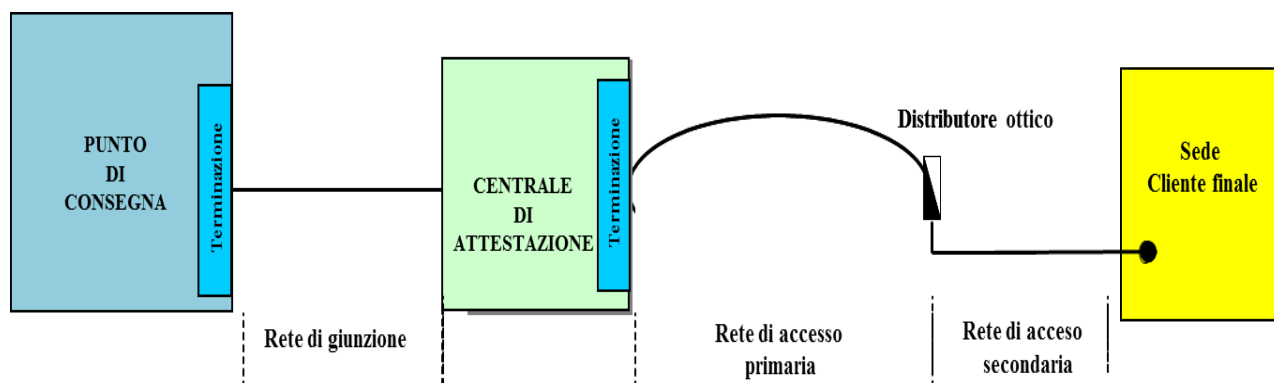 PUNTO
DI
CONSEGNA
Terminazione
CENTRALE
DI
ATTESTAZIONE
Terminazione
Distributore ottico
Sede
Cliente finale
Rete di giunzione
Rete di accesso
primaria
Rete di acceso
secondaria